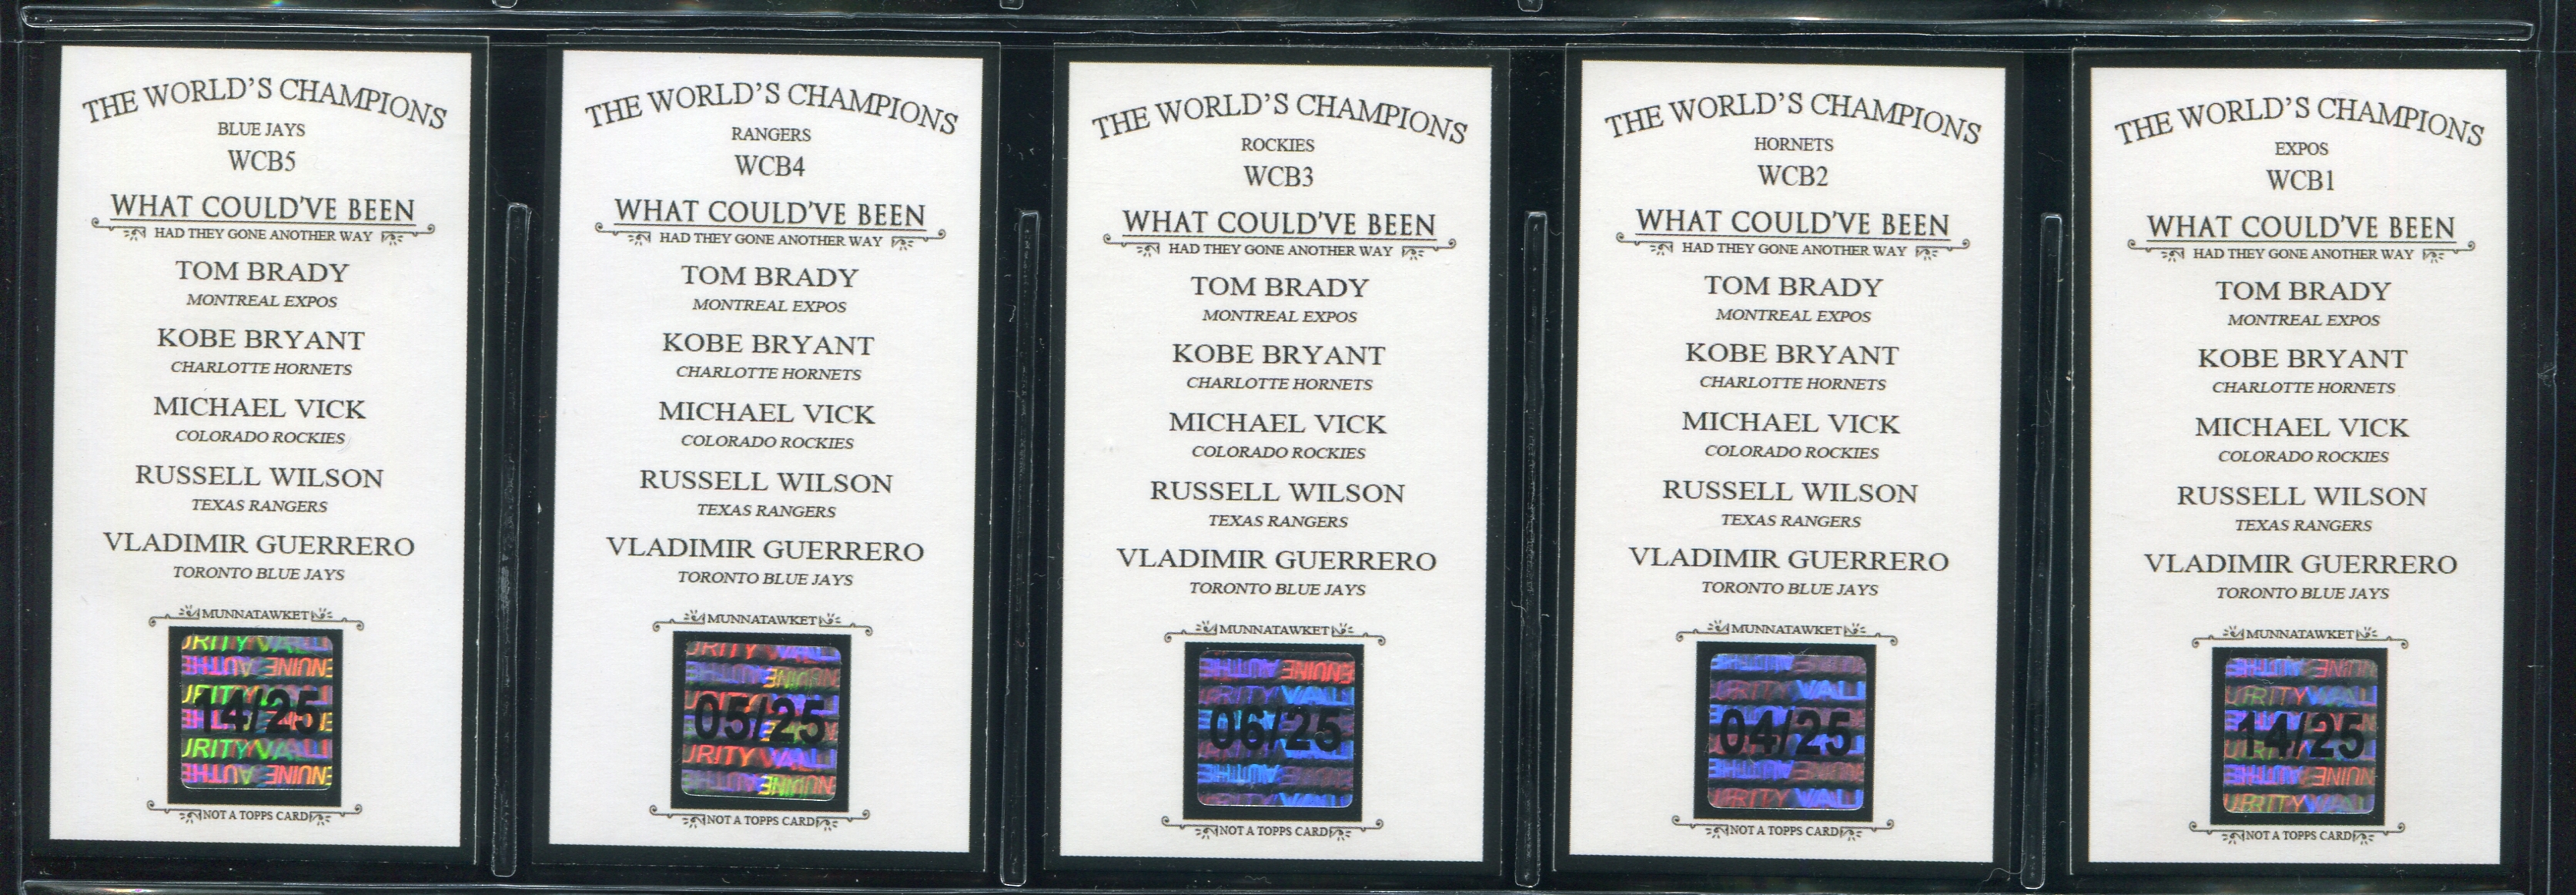 THE WORLD'S CHAMPIONS
BLUE JAYS
WCB5
WHAT COULD'VE BEEN
HAD THEY GONE ANOTHER WAY
TOM BRADY
MONTREAL EXPOS
KOBE BRYANT
CHARLOTTE HORNETS
MICHAEL VICK
COLORADO ROCKIES
RUSSELL WILSON
TEXAS RANGERS
VLADIMIR GUERRERO
TORONTO BLUE JAYS
MUNNATAWKET
14/25
NOT A TOPPS CARD
THE WORLD'S CHAMPIONS
RANGERS
WCB4
WHAT COULD'VE BEEN
HAD THEY GONE ANOTHER WAY
TOM BRADY
MONTREAL EXPOS
KOBE BRYANT
CHARLOTTE HORNETS
MICHAEL VICK
COLORADO ROCKIES
RUSSELL WILSON
TEXAS RANGERS
VLADIMIR GUERRERO
TORONTO BLUE JAYS
MUNNATAWKET
05/25
NOT A TOPPS CARD
THE WORLD'S CHAMPIONS
ROCKIES
WCB3
WHAT COULD'VE BEEN
HAD THEY GONE ANOTHER WAY
TOM BRADY
MONTREAL EXPOS
KOBE BRYANT
CHARLOTTE HORNETS
MICHAEL VICK
COLORADO ROCKIES
RUSSELL WILSON
TEXAS RANGERS
VLADIMIR GUERRERO
TORONTO BLUE JAYS
MUNNATAWKET
06/25
NOT A TOPPS CARD
THE WORLD'S CHAMPIONS
HORNETS
WCB2
WHAT COULD'VE BEEN
HAD THEY GONE ANOTHER WAY
TOM BRADY
MONTREAL EXPOS
KOBE BRYANT
CHARLOTTE HORNETS
MICHAEL VICK
COLORADO ROCKIES
RUSSELL WILSON
TEXAS RANGERS
VLADIMIR GUERRERO
TORONTO BLUE JAYS
MUNNATAWKET
04/25
NOT A TOPPS CARD
THE WORLD'S CHAMPIONS
EXPOS
WCB1
WHAT COULD'VE BEEN
HAD THEY GONE ANOTHER WAY
TOM BRADY
MONTREAL EXPOS
KOBE BRYANT
CHARLOTTE HORNETS
MICHAEL VICK
COLORADO ROCKIES
RUSSELL WILSON
TEXAS RANGERS
VLADIMIR GUERRERO
TORONTO BLUE JAYS
MUNNATAWKET
14/25
NOT A TOPPS CARD